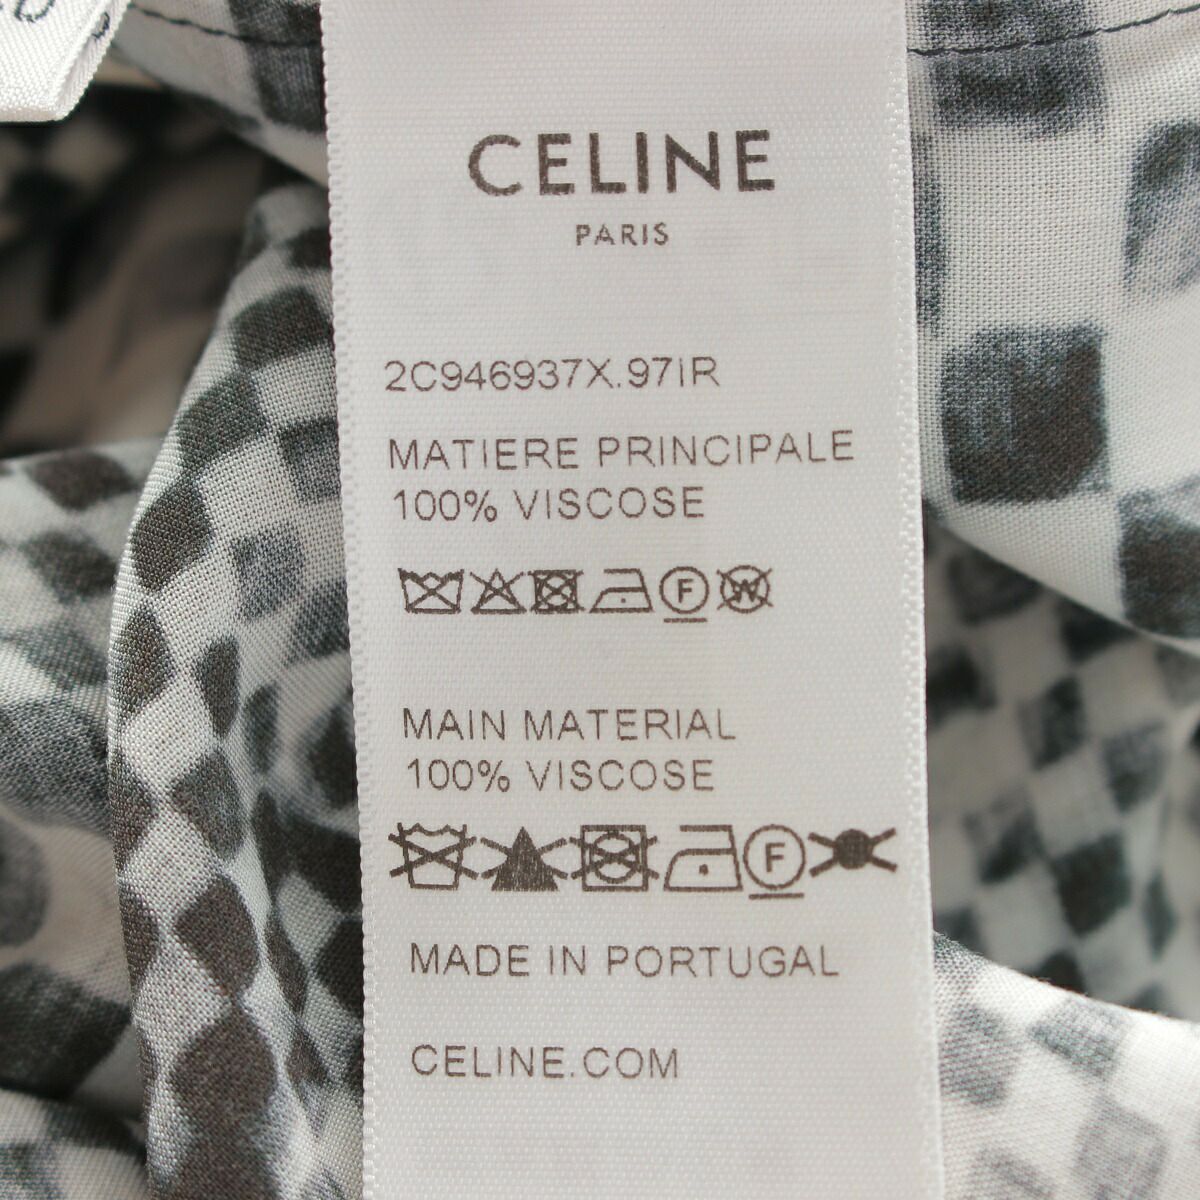 CELINE
PARIS
2C946937X.97IR
MATIERE PRINCIPALE
100% VISCOSE
F W
MAIN MATERIAL
100% VISCOSE
F
MADE IN PORTUGAL
CELINE.COM